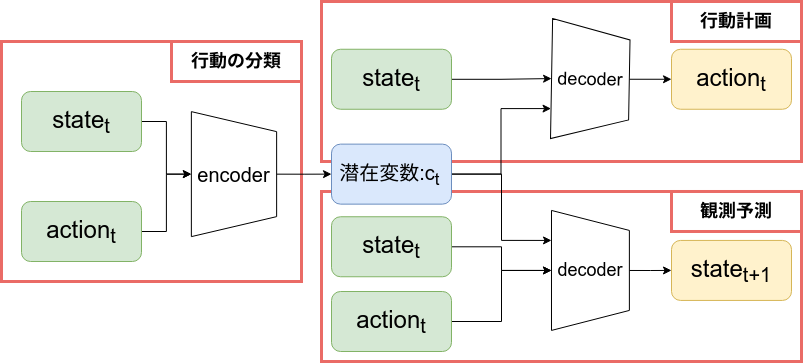 行動の分類
state_t
action_t
encoder
潜在変数:c_t
行動計画
state_t
decoder
action_t
観測予測
state_t
action_t
decoder
state_t+1